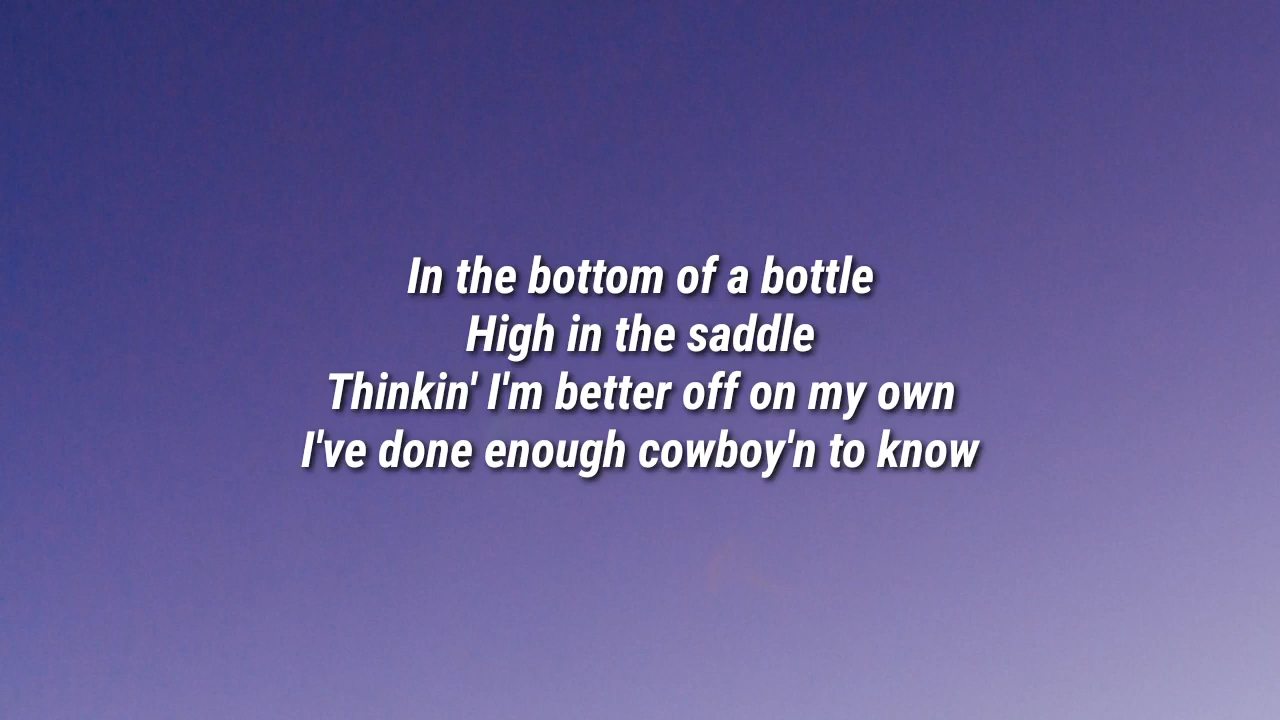 In the bottom of a bottle
High in the saddle
Thinkin' I'm better off on my own
I've done enough cowboy'n to know